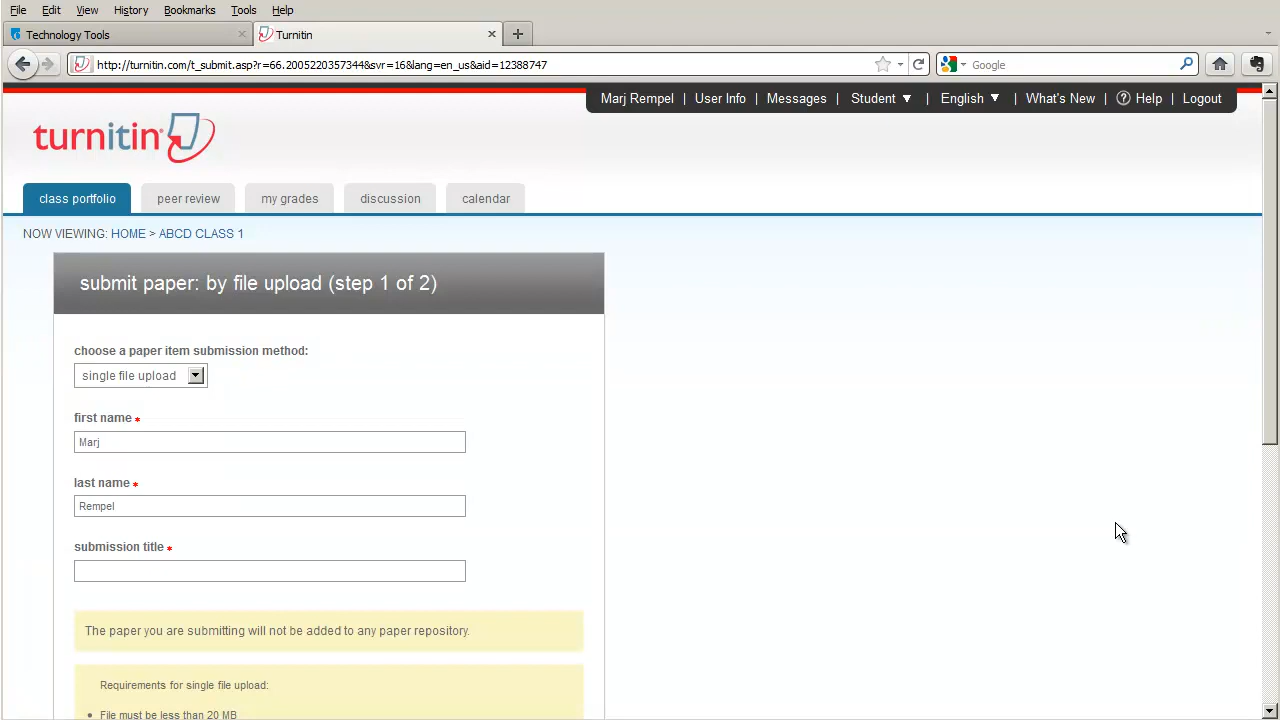 File Edit View History Bookmarks Tools Help
Technology Tools × Turnitin × +
http://turnitin.com/t_submit.asp?r=66.2005220357344&svr=16&lang=en_us&aid=12388747 Google
Marj Rempel | User Info | Messages | Student ▼ | English ▼ | What's New | ? Help | Logout
turnitin
class portfolio peer review my grades discussion calendar
NOW VIEWING: HOME > ABCD CLASS 1
submit paper: by file upload (step 1 of 2)
choose a paper item submission method:
single file upload
first name *
Marj
last name *
Rempel
submission title *
The paper you are submitting will not be added to any paper repository.
Requirements for single file upload:
• File must be less than 20 MB